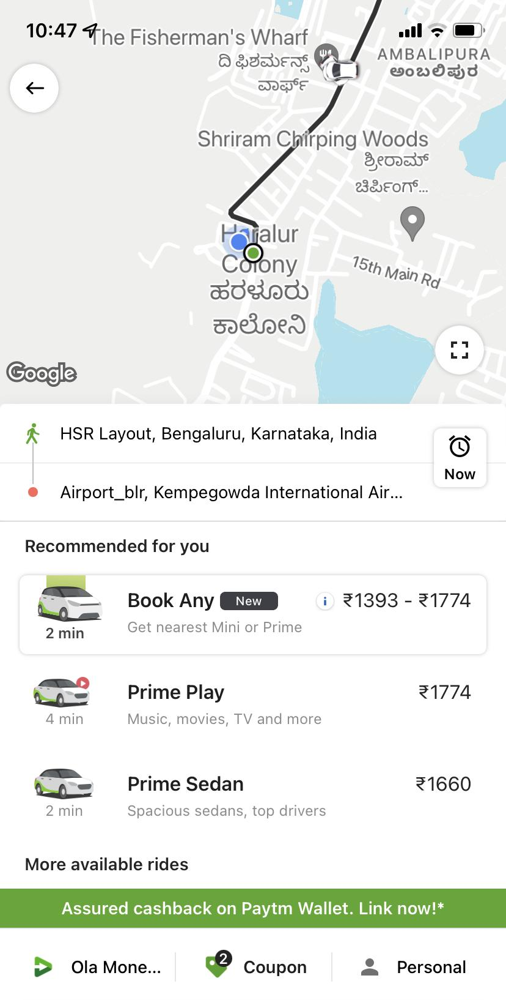 10:47
The Fisherman's Wharf
ದಿ ಫಿಶರ್ಮನ್ಸ್
ವಾರ್ಫ್
AMBALIPURA
ಅಂಬಲಿಪುರ
Shriram Chirping Woods
ಶ್ರೀರಾಮ್
ಚಿರ್ಪಿಂಗ್...
Haralur
Colony
ಹರಳೂರು
ಕಾಲೋನಿ
15th Main Rd
Google
HSR Layout, Bengaluru, Karnataka, India
Now
Airport_blr, Kempegowda International Air...
Recommended for you
Book Any New i ₹1393 - ₹1774
2 min Get nearest Mini or Prime
Prime Play ₹1774
4 min Music, movies, TV and more
Prime Sedan ₹1660
2 min Spacious sedans, top drivers
More available rides
Assured cashback on Paytm Wallet. Link now!*
Ola Mone... 2 Coupon Personal